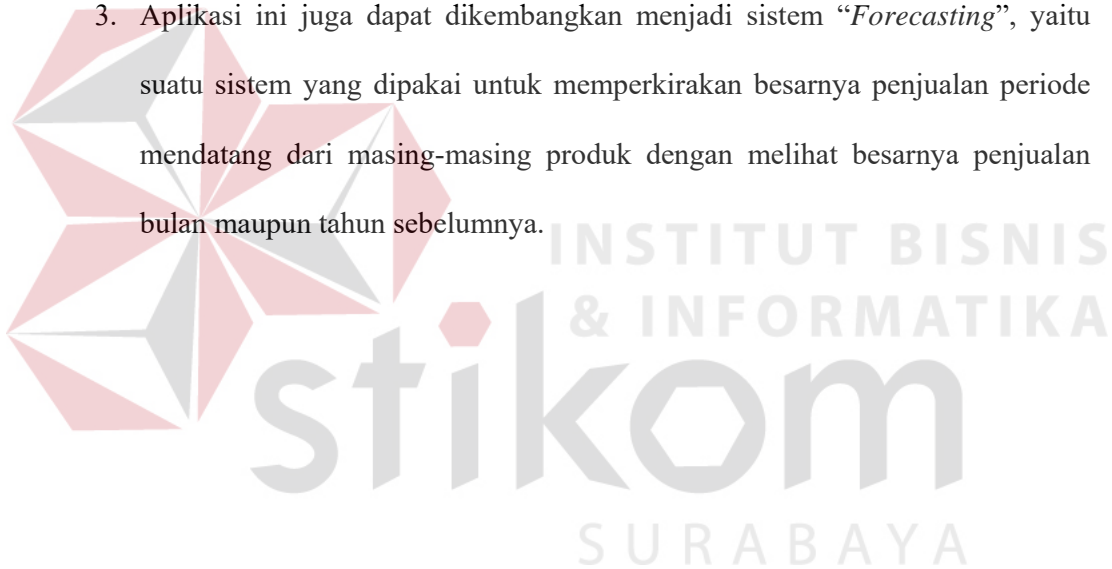 3. Aplikasi ini juga dapat dikembangkan menjadi sistem “Forecasting”, yaitu
suatu sistem yang dipakai untuk memperkirakan besarnya penjualan periode
mendatang dari masing-masing produk dengan melihat besarnya penjualan
bulan maupun tahun sebelumnya.
INSTITUT BISNIS
& INFORMATIKA
stikom
SURABAYA